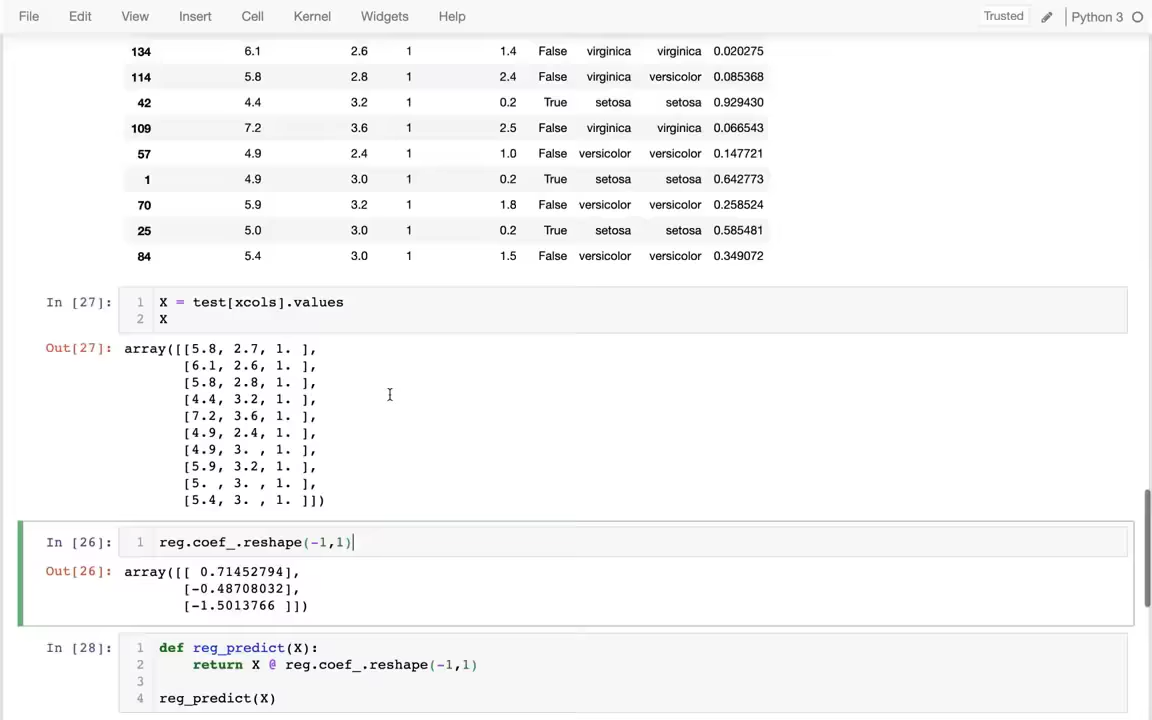 File Edit View Insert Cell Kernel Widgets Help Trusted Python 3
134 6.1 2.6 1 1.4 False virginica virginica 0.020275
114 5.8 2.8 1 2.4 False virginica versicolor 0.085368
42 4.4 3.2 1 0.2 True setosa setosa 0.929430
109 7.2 3.6 1 2.5 False virginica virginica 0.066543
57 4.9 2.4 1 1.0 False versicolor versicolor 0.147721
1 4.9 3.0 1 0.2 True setosa setosa 0.642773
70 5.9 3.2 1 1.8 False versicolor versicolor 0.258524
25 5.0 3.0 1 0.2 True setosa setosa 0.585481
84 5.4 3.0 1 1.5 False versicolor versicolor 0.349072
In [27]: 1 X = test[xcols].values
2 X
Out[27]: array([[5.8, 2.7, 1. ],
[6.1, 2.6, 1. ],
[5.8, 2.8, 1. ],
[4.4, 3.2, 1. ],
[7.2, 3.6, 1. ],
[4.9, 2.4, 1. ],
[4.9, 3. , 1. ],
[5.9, 3.2, 1. ],
[5. , 3. , 1. ],
[5.4, 3. , 1. ]])
In [26]: 1 reg.coef_.reshape(-1,1)
Out[26]: array([[ 0.71452794],
[-0.48708032],
[-1.5013766 ]])
In [28]: 1 def reg_predict(X):
2 return X @ reg.coef_.reshape(-1,1)
3
4 reg_predict(X)